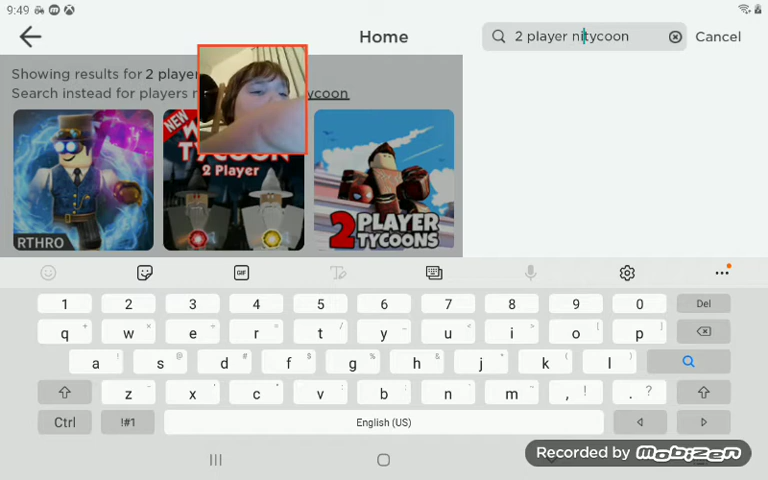 9:49
Home
2 player nitycoon
Cancel
Showing results for 2 player
Search instead for players
ycoon
RTHRO
NEW
TYCOON
2 Player
2 PLAYER
TYCOONS
GIF
1 2 3 4 5 6 7 8 9 0 Del
q w e r t y u i o p
a s d f g h j k l
z x c v b n m , ! . ?
Ctrl !#1 English (US)
Recorded by mobizen